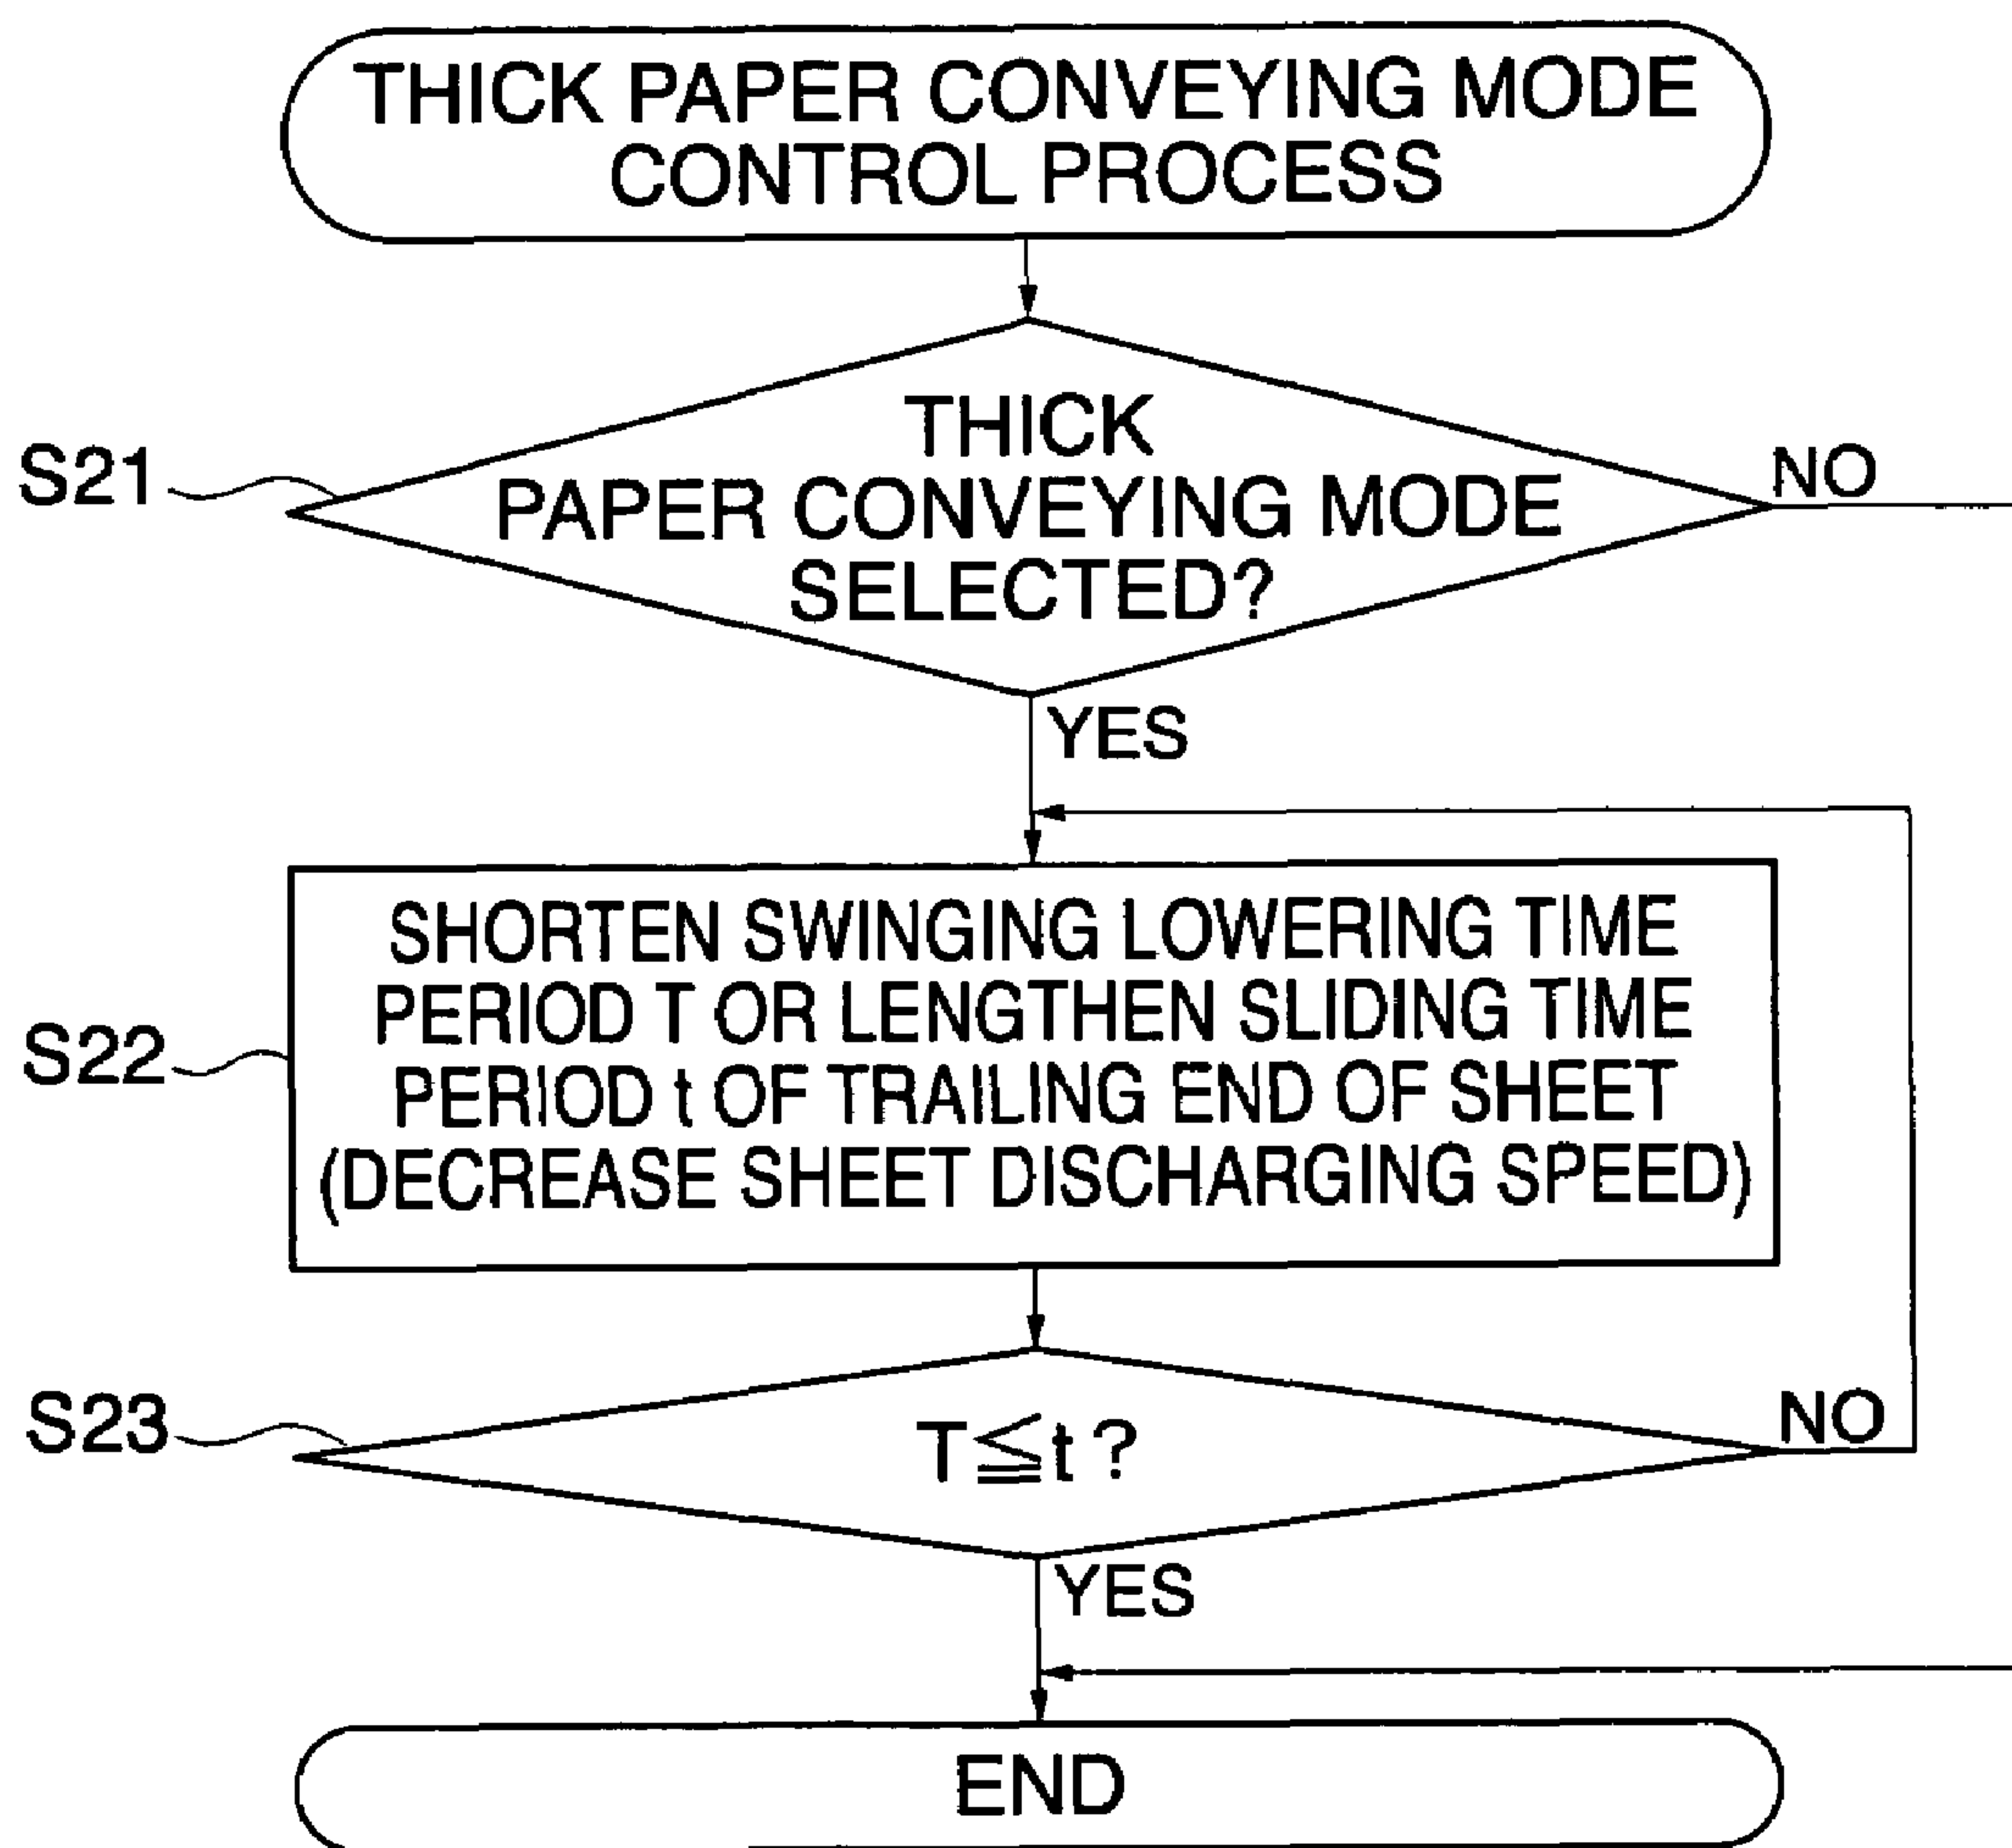 THICK PAPER CONVEYING MODE
CONTROL PROCESS
S21
THICK
PAPER CONVEYING MODE
SELECTED?
NO
YES
S22
SHORTEN SWINGING LOWERING TIME
PERIOD T OR LENGTHEN SLIDING TIME
PERIOD t OF TRAILING END OF SHEET
(DECREASE SHEET DISCHARGING SPEED)
S23
T≦t?
NO
YES
END